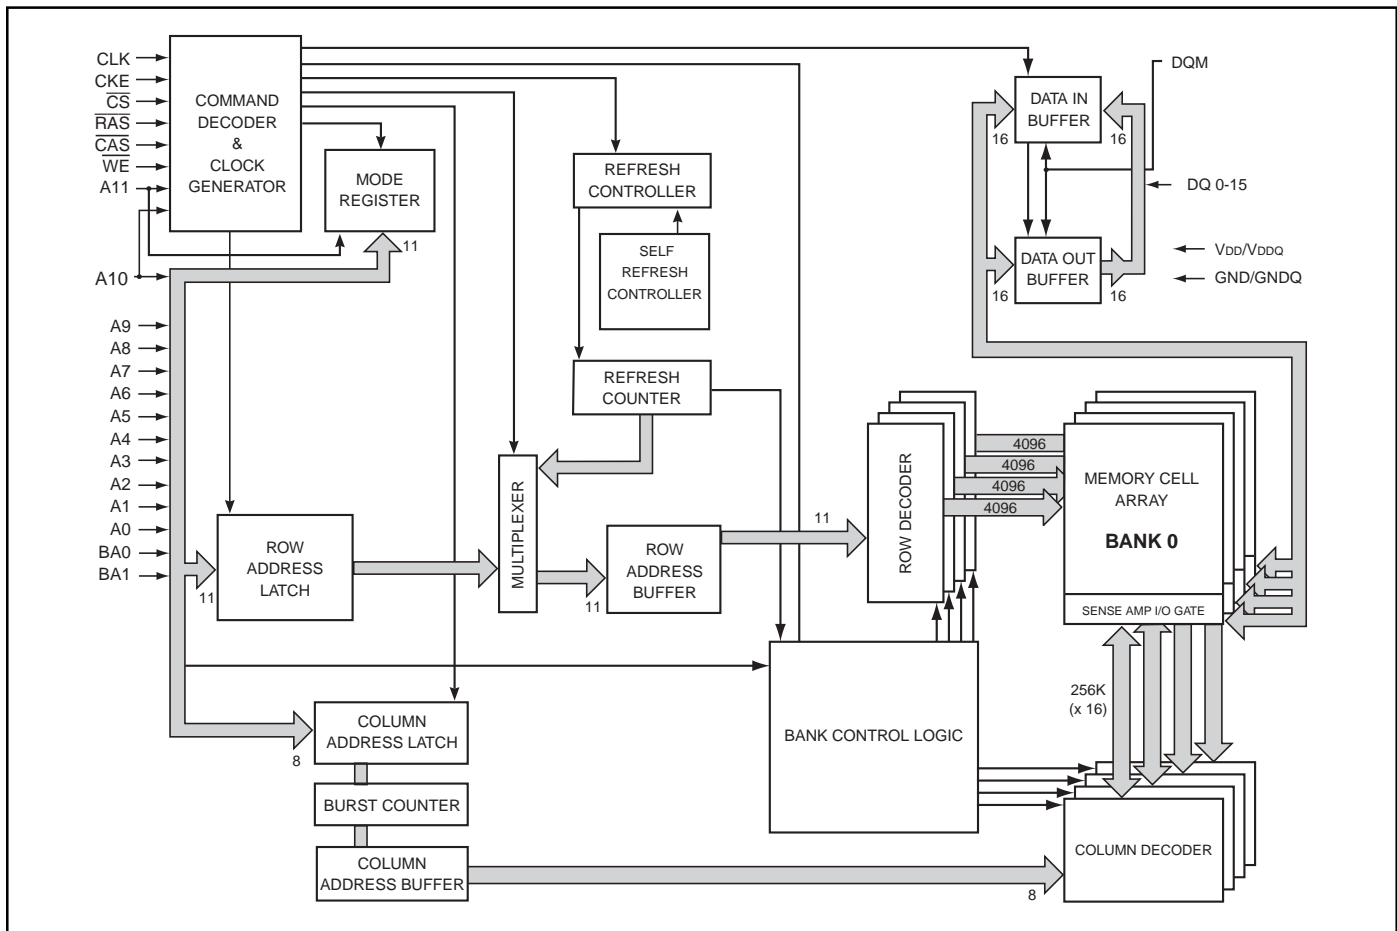 CLK
CKE
CS
RAS
CAS
WE
A11
A10
A9
A8
A7
A6
A5
A4
A3
A2
A1
A0
BA0
BA1
COMMAND
DECODER
&
CLOCK
GENERATOR
MODE
REGISTER
11
REFRESH
CONTROLLER
SELF
REFRESH
CONTROLLER
REFRESH
COUNTER
DATA IN
BUFFER
16
16
DQM
DQ 0-15
DATA OUT
BUFFER
16
16
VDD/VDDQ
GND/GNDQ
11
ROW
ADDRESS
LATCH
MULTIPLEXER
11
ROW
ADDRESS
BUFFER
11
ROW DECODER
4096
4096
4096
4096
MEMORY CELL
ARRAY
BANK 0
SENSE AMP I/O GATE
256K
(x 16)
BANK CONTROL LOGIC
8
COLUMN
ADDRESS LATCH
BURST COUNTER
COLUMN
ADDRESS BUFFER
8
COLUMN DECODER